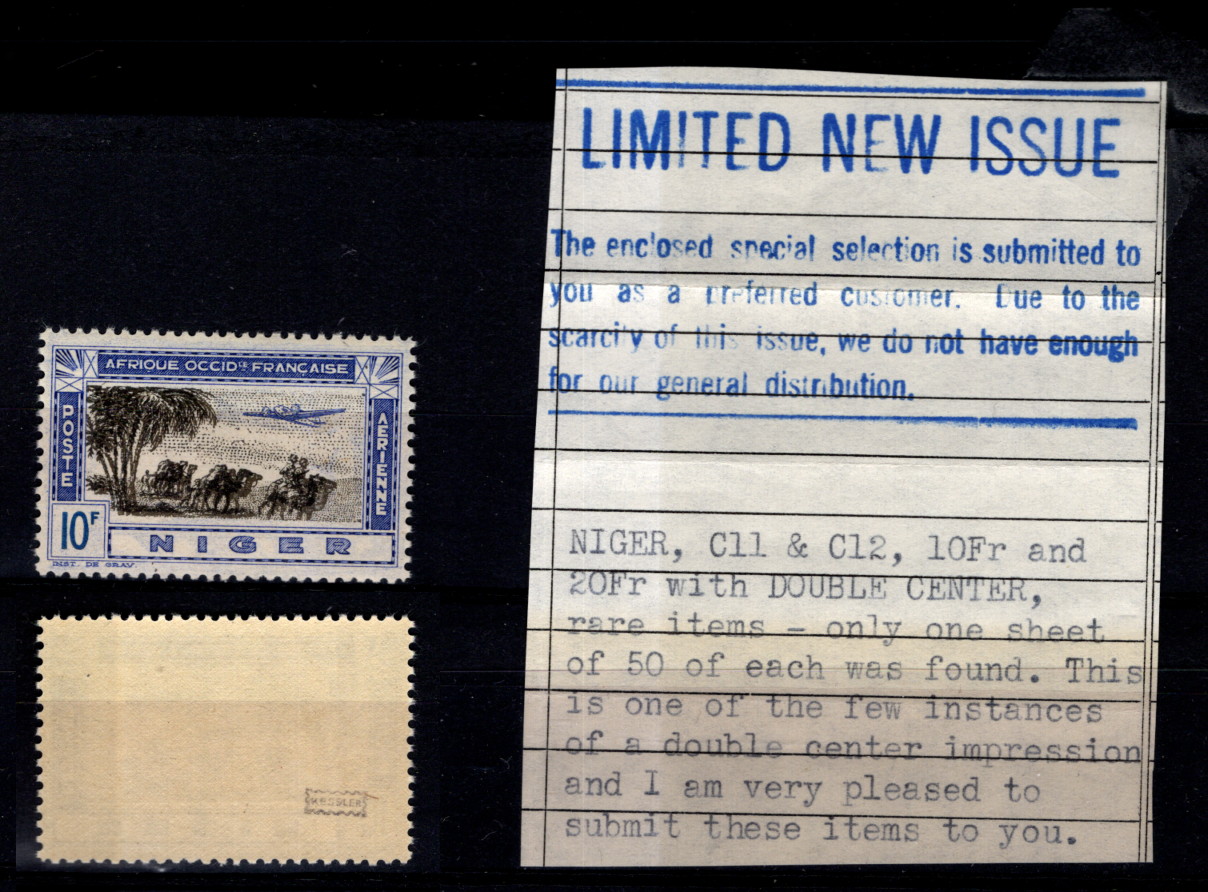 AFRIQUE OCCIDLE FRANÇAISE
POSTE
AERIENNE
10F
NIGER
INST. DE GRAV.
KESSLER
LIMITED NEW ISSUE
The enclosed special selection is submitted to
you as a preferred customer. Due to the
scarcity of this issue, we do not have enough
for our general distribution.
NIGER, C11 & C12, 10Fr and
20Fr with DOUBLE CENTER,
rare items - only one sheet
of 50 of each was found. This
is one of the few instances
of a double center impression
and I am very pleased to
submit these items to you.